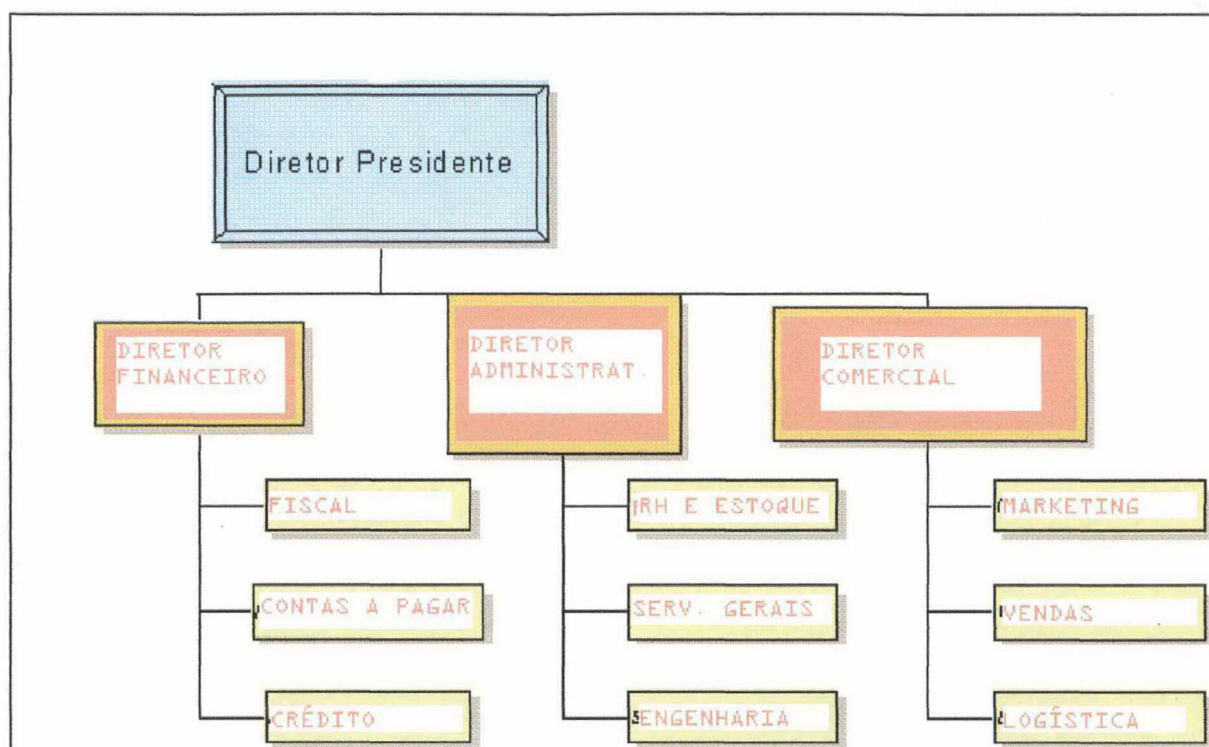 Diretor Presidente
DIRETOR
FINANCEIRO
DIRETOR
ADMINISTRAT.
DIRETOR
COMERCIAL
FISCAL
RH E ESTOQUE
MARKETING
CONTAS A PAGAR
SERV. GERAIS
VENDAS
CRÉDITO
ENGENHARIA
LOGÍSTICA